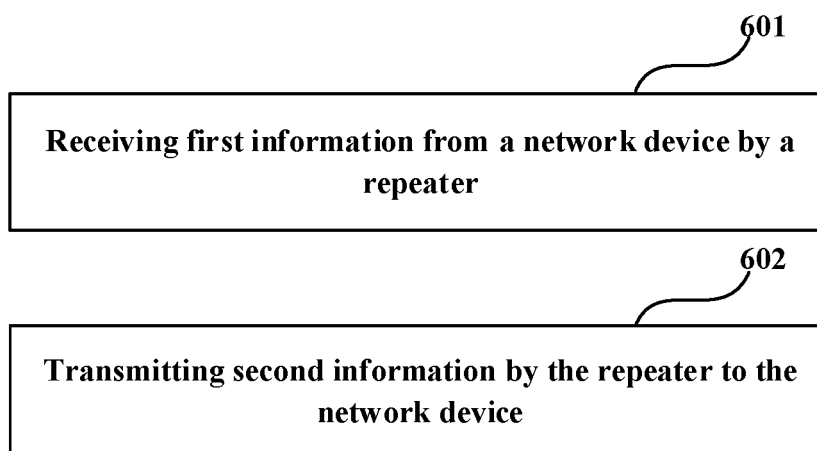 601
Receiving first information from a network device by a
repeater
602
Transmitting second information by the repeater to the
network device